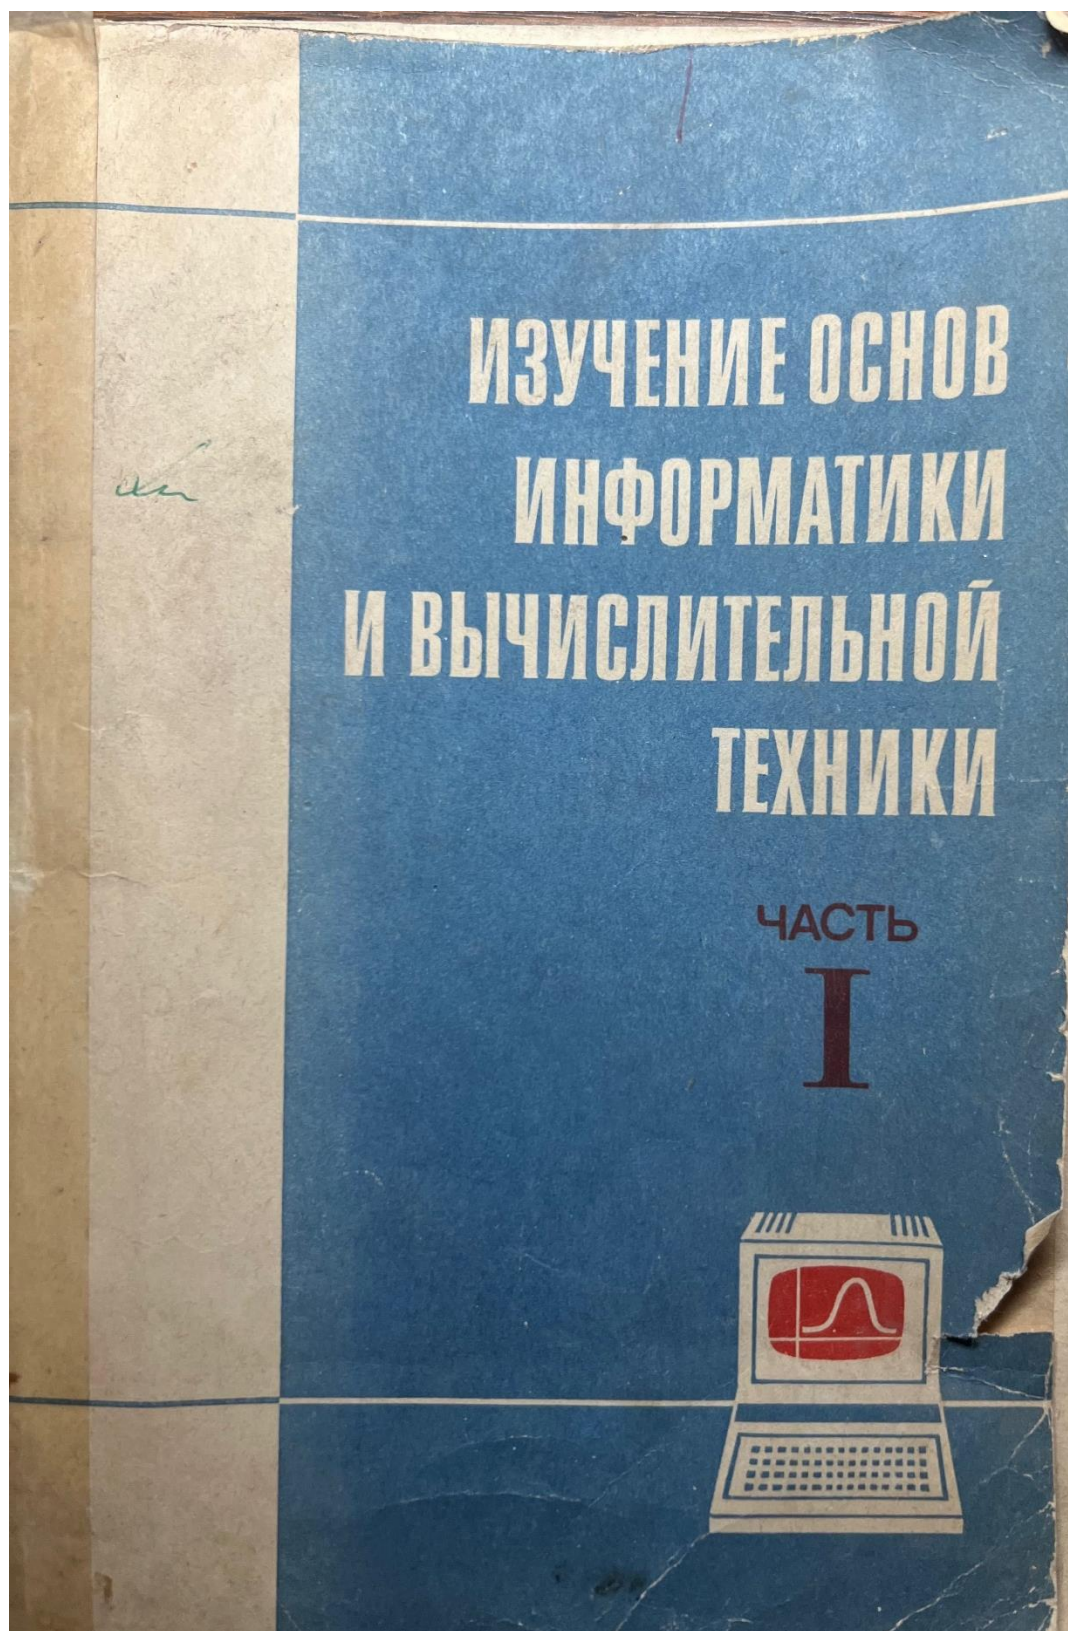 ИЗУЧЕНИЕ ОСНОВ
ИНФОРМАТИКИ
И ВЫЧИСЛИТЕЛЬНОЙ
ТЕХНИКИ
ЧАСТЬ
I